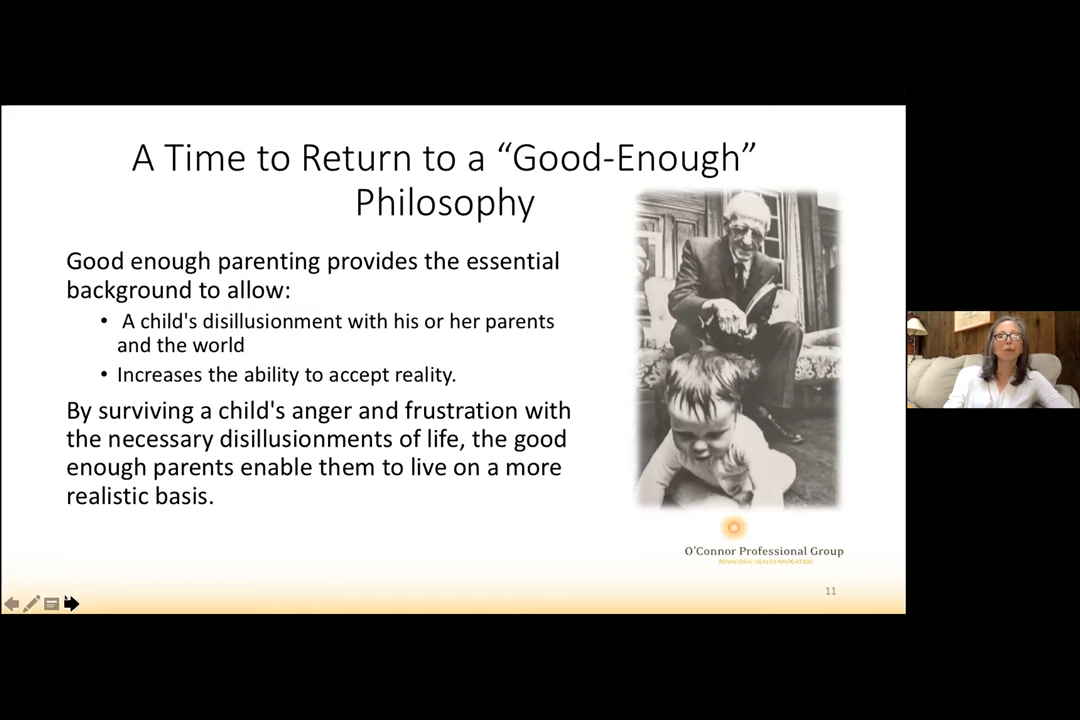 A Time to Return to a “Good-Enough”
Philosophy
Good enough parenting provides the essential
background to allow:
• A child's disillusionment with his or her parents
and the world
• Increases the ability to accept reality.
By surviving a child's anger and frustration with
the necessary disillusionments of life, the good
enough parents enable them to live on a more
realistic basis.
O'Connor Professional Group
BEHAVIORAL HEALTH NAVIGATION
11